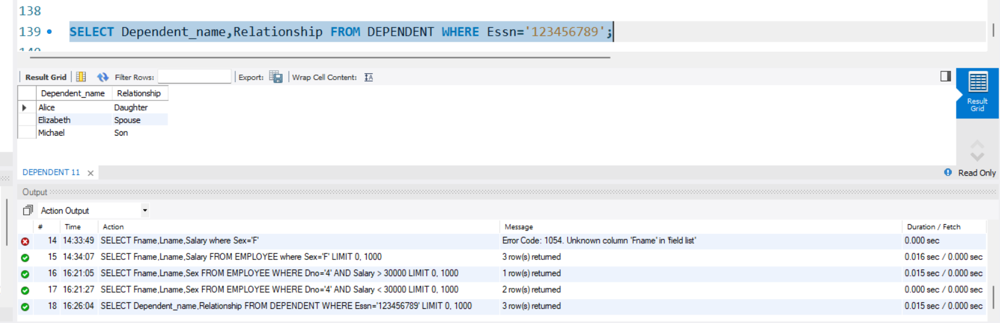 138
139 SELECT Dependent_name,Relationship FROM DEPENDENT WHERE Essn='123456789';
Result Grid Filter Rows: Export: Wrap Cell Content:
Dependent_name Relationship
Alice Daughter
Elizabeth Spouse
Michael Son
Result
Grid
DEPENDENT 11 Read Only
Output
Action Output
# Time Action Message Duration / Fetch
14 14:33:49 SELECT Fname,Lname,Salary where Sex='F' Error Code: 1054. Unknown column 'Fname' in 'field list' 0.000 sec
15 14:34:07 SELECT Fname,Lname,Salary FROM EMPLOYEE where Sex='F' LIMIT 0, 1000 3 row(s) returned 0.016 sec / 0.000 sec
16 16:21:05 SELECT Fname,Lname,Sex FROM EMPLOYEE WHERE Dno='4' AND Salary > 30000 LIMIT 0, 1000 1 row(s) returned 0.015 sec / 0.000 sec
17 16:21:27 SELECT Fname,Lname,Sex FROM EMPLOYEE WHERE Dno='4' AND Salary < 30000 LIMIT 0, 1000 2 row(s) returned 0.000 sec / 0.000 sec
18 16:26:04 SELECT Dependent_name,Relationship FROM DEPENDENT WHERE Essn='123456789' LIMIT 0, 1000 3 row(s) returned 0.015 sec / 0.000 sec